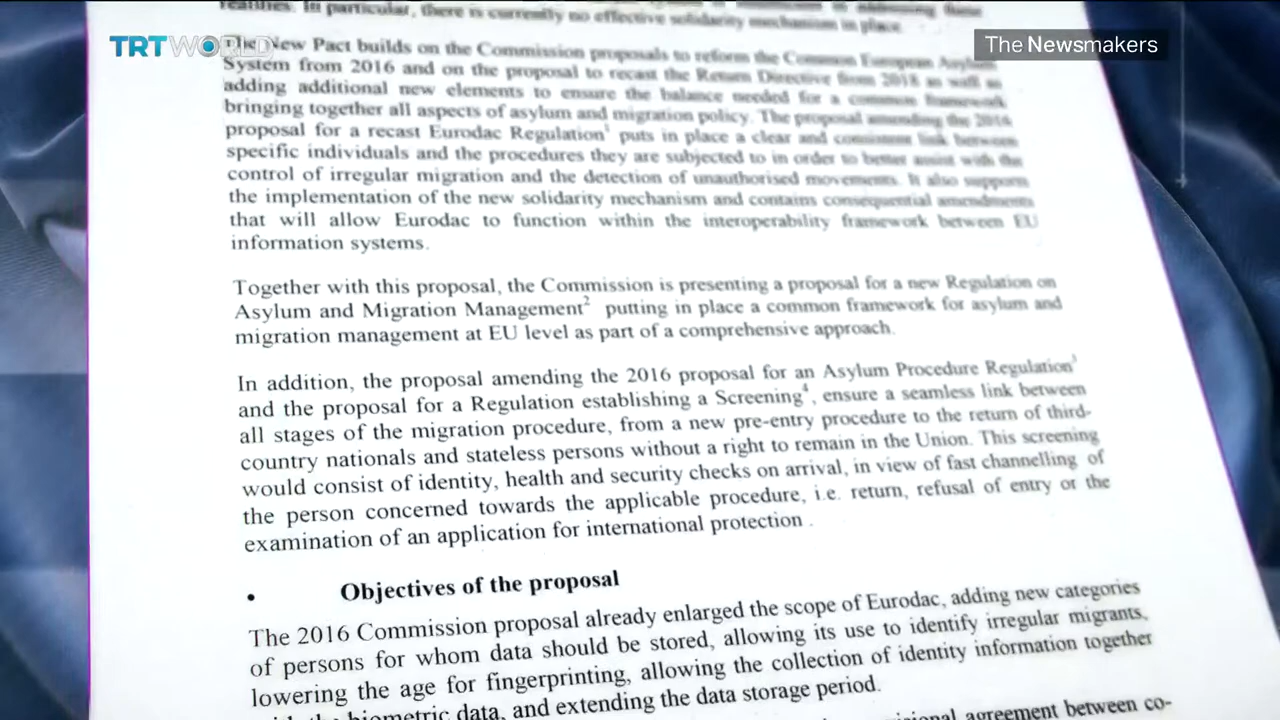 realities. In particular, there is currently no effective solidarity mechanism in place.
TRT WORLD
The Newsmakers
The New Pact builds on the Commission proposals to reform the Common European Asylum
System from 2016 and on the proposal to recast the Return Directive from 2018 as well as
adding additional new elements to ensure the balance needed for a common framework
bringing together all aspects of asylum and migration policy. The proposal amending the 2016
proposal for a recast Eurodac Regulation¹ puts in place a clear and consistent link between
specific individuals and the procedures they are subjected to in order to better assist with the
control of irregular migration and the detection of unauthorised movements. It also supports
the implementation of the new solidarity mechanism and contains consequential amendments
that will allow Eurodac to function within the interoperability framework between EU
information systems.
Together with this proposal, the Commission is presenting a proposal for a new Regulation on
Asylum and Migration Management² putting in place a common framework for asylum and
migration management at EU level as part of a comprehensive approach.
In addition, the proposal amending the 2016 proposal for an Asylum Procedure Regulation³
and the proposal for a Regulation establishing a Screening⁴, ensure a seamless link between
all stages of the migration procedure, from a new pre-entry procedure to the return of third-
country nationals and stateless persons without a right to remain in the Union. This screening
would consist of identity, health and security checks on arrival, in view of fast channelling of
the person concerned towards the applicable procedure, i.e. return, refusal of entry or the
examination of an application for international protection .
• Objectives of the proposal
The 2016 Commission proposal already enlarged the scope of Eurodac, adding new categories
of persons for whom data should be stored, allowing its use to identify irregular migrants,
lowering the age for fingerprinting, allowing the collection of identity information together
with the biometric data, and extending the data storage period.
agreement between co-